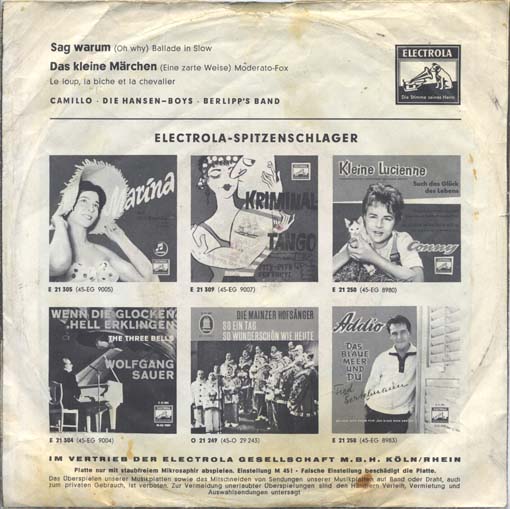 Sag warum (Oh why) Ballade in Slow
Das kleine Märchen (Eine zarte Weise) Moderato-Fox
Le loup, la biche et la chevalier
CAMILLO · DIE HANSEN-BOYS · BERLIPP'S BAND
ELECTROLA
Die Stimme seines Herrn
ELECTROLA-SPITZENSCHLAGER
Marina
E 21 305 (45-EG 9005)
KRIMINAL-
TANGO
E 21 309 (45-EG 9007)
Kleine Lucienne
Such das Glück
des Lebens
Conny
E 21 250 (45-EG 8980)
WENN DIE GLOCKEN
HELL ERKLINGEN
THE THREE BELLS
WOLFGANG
SAUER
E 21 304 (45-EG 9004)
DIE MAINZER HOFSÄNGER
SO EIN TAG
SO WUNDERSCHÖN WIE HEUTE
O 21 249 (45-O 29 243)
Addio
DAS
BLAUE
MEER
UND
DU
Fred Bertelmann
E 21 258 (45-EG 8983)
IM VERTRIEB DER ELECTROLA GESELLSCHAFT M.B.H. KÖLN/RHEIN
Platte nur mit staubfreiem Mikrosaphir abspielen. Einstellung M 45! • Falsche Einstellung beschädigt die Platte.
Das Überspielen unserer Musikplatten sowie das Mitschneiden von Sendungen unserer Musikplatten auf Band oder Draht, auch
zum privaten Gebrauch, ist verboten. Zur Vermeidung unerlaubter Überspielungen sind den Händlern Verleih, Vermietung und
Auswahlsendungen untersagt